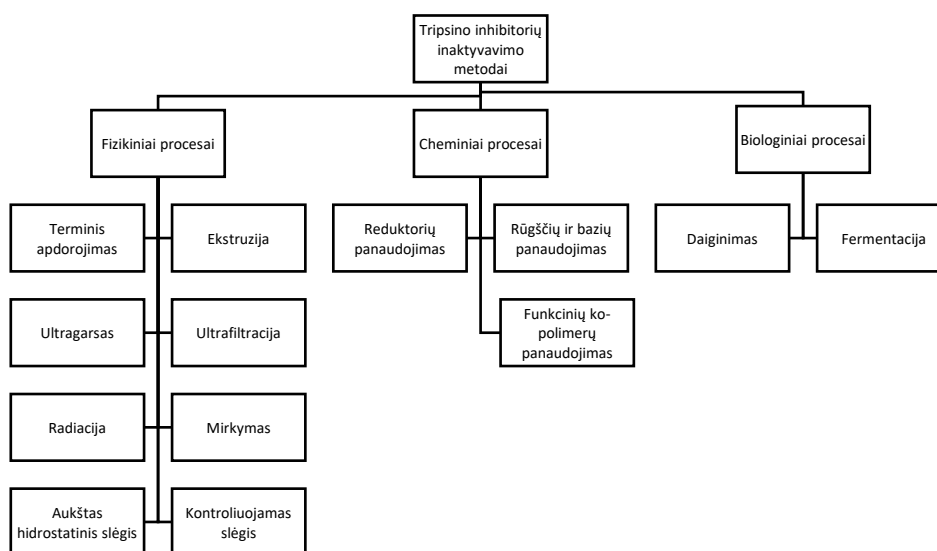 Tripsino inhibitorių
inaktyvavimo
metodai
Fizikiniai procesai
Cheminiai procesai
Biologiniai procesai
Terminis
apdorojimas
Ekstruzija
Reduktorių
panaudojimas
Rūgščių ir bazių
panaudojimas
Daiginimas
Fermentacija
Ultragarsas
Ultrafiltracija
Funkcinių ko-
polimerų
panaudojimas
Radiacija
Mirkymas
Aukštas
hidrostatinis slėgis
Kontroliuojamas
slėgis